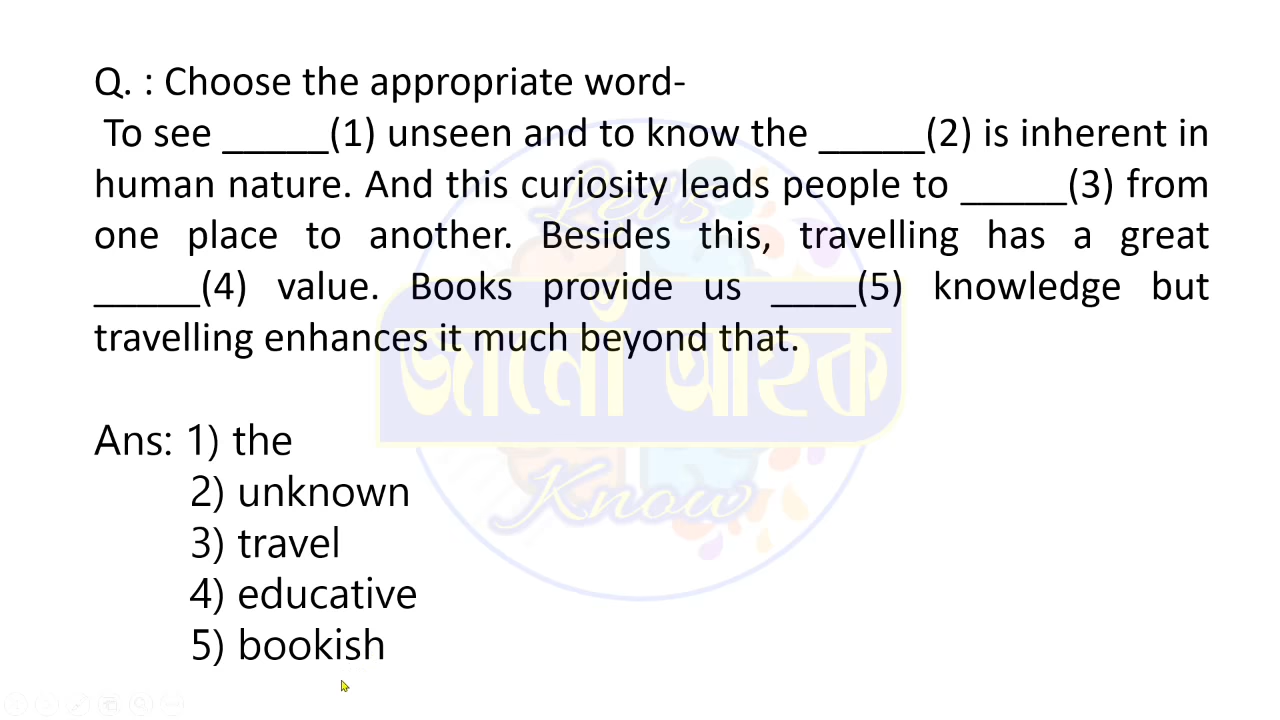 Q. : Choose the appropriate word-
To see _____(1) unseen and to know the _____(2) is inherent in
human nature. And this curiosity leads people to _____(3) from
one place to another. Besides this, travelling has a great
_____(4) value. Books provide us ____(5) knowledge but
travelling enhances it much beyond that.
Ans: 1) the
2) unknown
3) travel
4) educative
5) bookish
Let's
জানো আহক
Know